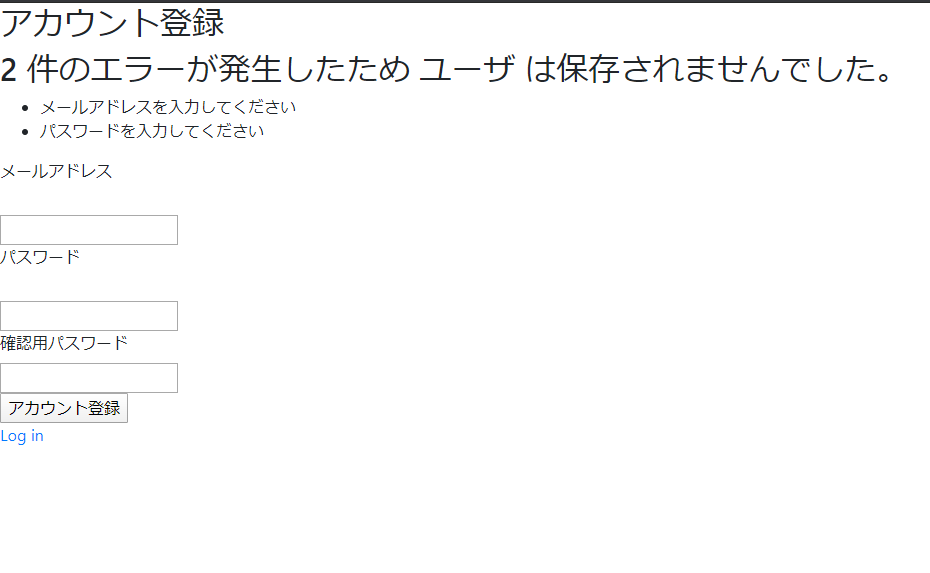 アカウント登録
2 件のエラーが発生したため ユーザ は保存されませんでした。
メールアドレスを入力してください
パスワードを入力してください
メールアドレス
パスワード
確認用パスワード
アカウント登録
Log in